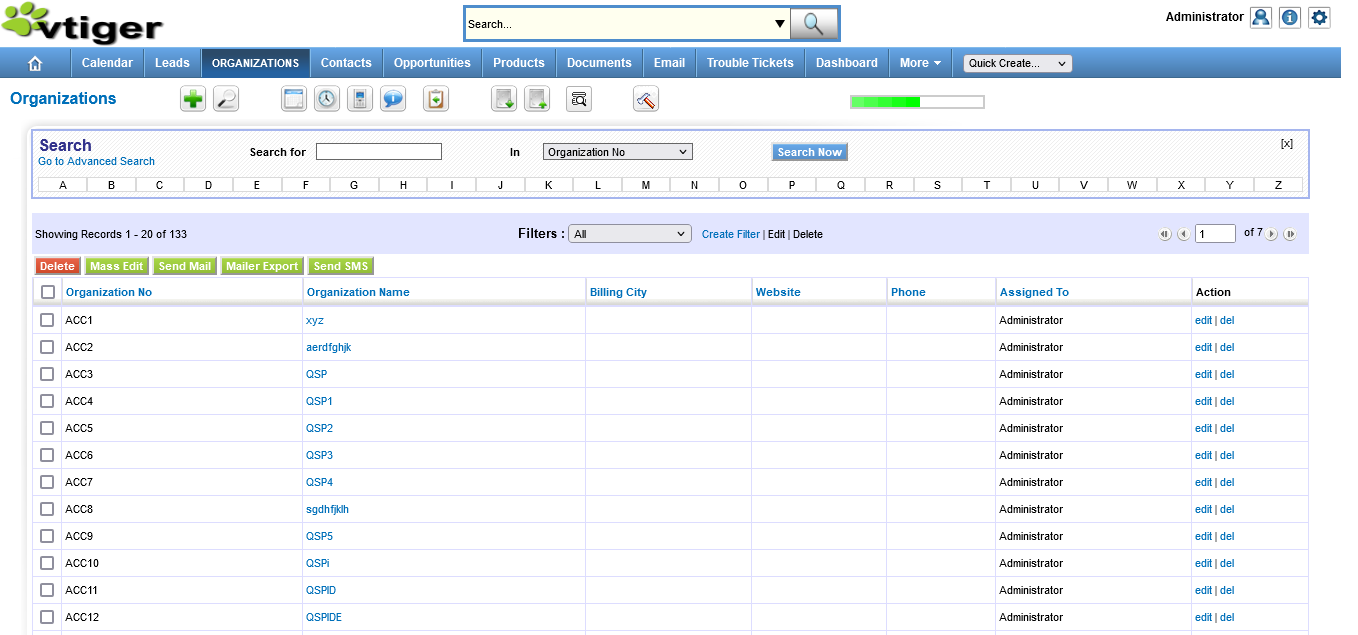 vtiger
Search...
Administrator
Calendar Leads ORGANIZATIONS Contacts Opportunities Products Documents Email Trouble Tickets Dashboard More Quick Create...
Organizations
Search
Go to Advanced Search
Search for In Organization No Search Now [x]
A B C D E F G H I J K L M N O P Q R S T U V W X Y Z
Showing Records 1 - 20 of 133 Filters : All Create Filter | Edit | Delete 1 of 7
Delete Mass Edit Send Mail Mailer Export Send SMS
Organization No Organization Name Billing City Website Phone Assigned To Action
ACC1 xyz Administrator edit | del
ACC2 aerdfghjk Administrator edit | del
ACC3 QSP Administrator edit | del
ACC4 QSP1 Administrator edit | del
ACC5 QSP2 Administrator edit | del
ACC6 QSP3 Administrator edit | del
ACC7 QSP4 Administrator edit | del
ACC8 sgdhfjklh Administrator edit | del
ACC9 QSP5 Administrator edit | del
ACC10 QSPi Administrator edit | del
ACC11 QSPID Administrator edit | del
ACC12 QSPIDE Administrator edit | del